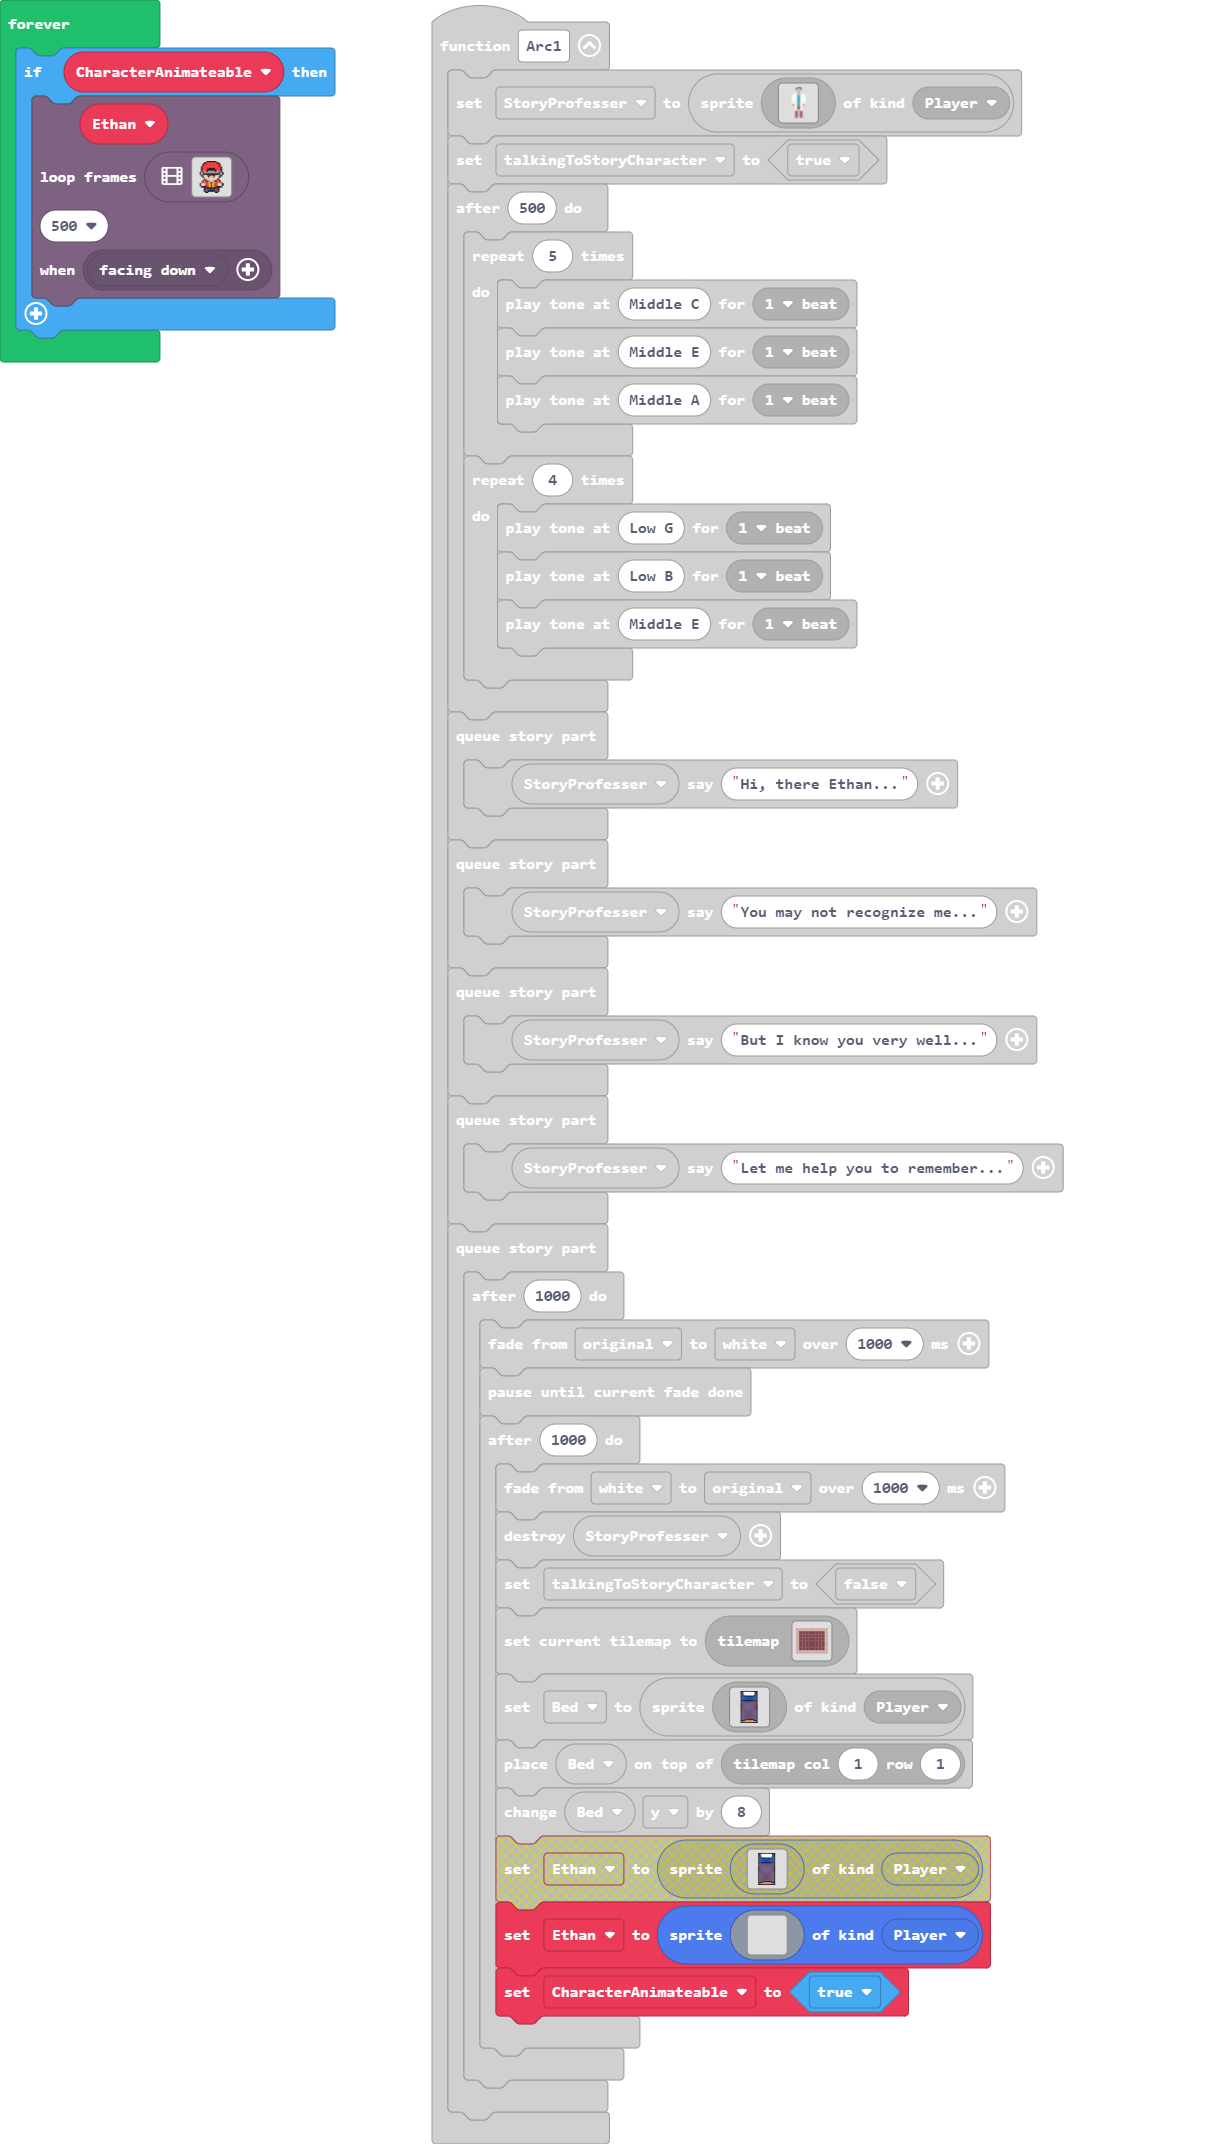 forever
if CharacterAnimateable then
Ethan
loop frames
500
when facing down
function Arc1
set StoryProfesser to sprite of kind Player
set talkingToStoryCharacter to true
after 500 do
repeat 5 times
do
play tone at Middle C for 1 beat
play tone at Middle E for 1 beat
play tone at Middle A for 1 beat
repeat 4 times
do
play tone at Low G for 1 beat
play tone at Low B for 1 beat
play tone at Middle E for 1 beat
queue story part
StoryProfesser say "Hi, there Ethan..."
queue story part
StoryProfesser say "You may not recognize me..."
queue story part
StoryProfesser say "But I know you very well..."
queue story part
StoryProfesser say "Let me help you to remember..."
queue story part
after 1000 do
fade from original to white over 1000 ms
pause until current fade done
after 1000 do
fade from white to original over 1000 ms
destroy StoryProfesser
set talkingToStoryCharacter to false
set current tilemap to tilemap
set Bed to sprite of kind Player
place Bed on top of tilemap col 1 row 1
change Bed y by 8
set Ethan to sprite of kind Player
set Ethan to sprite of kind Player
set CharacterAnimateable to true